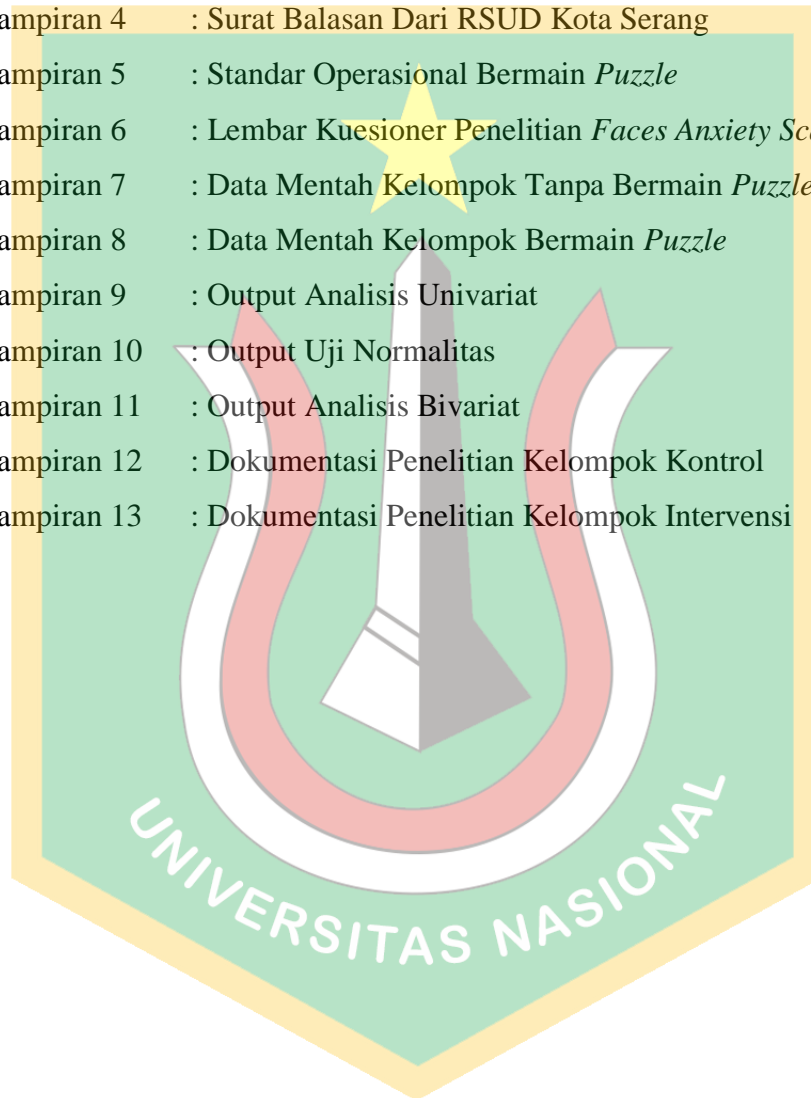 ampiran 4 : Surat Balasan Dari RSUD Kota Serang
ampiran 5 : Standar Operasional Bermain Puzzle
ampiran 6 : Lembar Kuesioner Penelitian Faces Anxiety Sc
ampiran 7 : Data Mentah Kelompok Tanpa Bermain Puzzle
ampiran 8 : Data Mentah Kelompok Bermain Puzzle
ampiran 9 : Output Analisis Univariat
ampiran 10 : Output Uji Normalitas
ampiran 11 : Output Analisis Bivariat
ampiran 12 : Dokumentasi Penelitian Kelompok Kontrol
ampiran 13 : Dokumentasi Penelitian Kelompok Intervensi
UNIVERSITAS NASIONAL